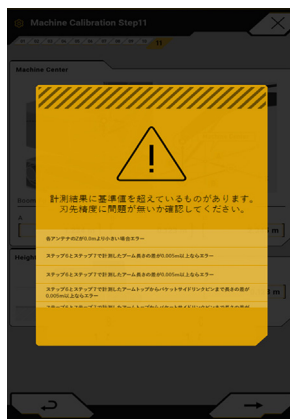 Machine Calibration Step11
11
Machine Center
計測結果に基準値を超えているものがあります。
刃先精度に問題が無いか確認してください。
各アンテナのZが0.0mより小さい場合エラー
ステップ5とステップ7で計測したアーム長さの差が0.005m以上ならエラー
ステップ6とステップ7で計測したアーム長さの差が0.005m以上ならエラー
ステップ5とステップ7で計測したアームトップからバケットサイドリンクピンまで長さの差が
0.005m以上ならエラー
Boom
A
[
m ]
Height
m ]